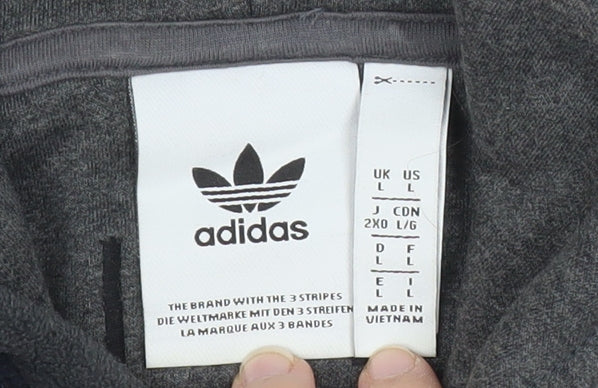 adidas
THE BRAND WITH THE 3 STRIPES
DIE WELTMARKE MIT DEN 3 STREIFEN
LA MARQUE AUX 3 BANDES
UK US
L L
J CDN
2XO L/G
D F
L L
E I
L L
MADE IN
VIETNAM